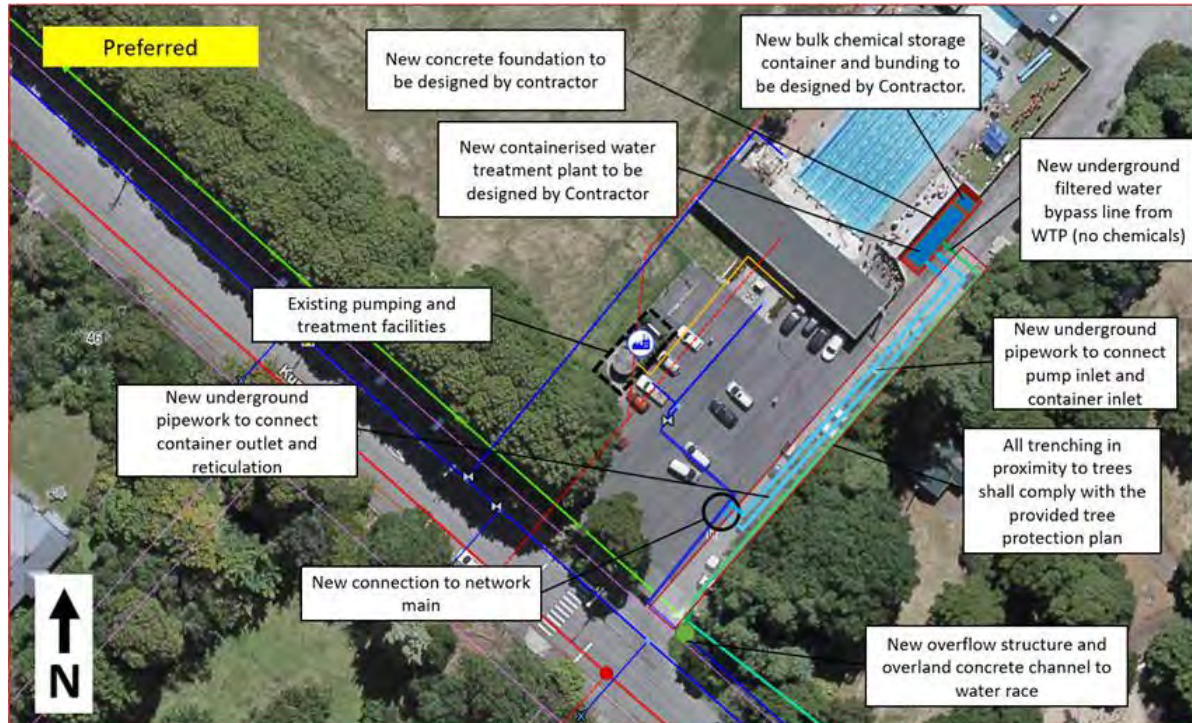 Preferred
New concrete foundation to
be designed by contractor
New bulk chemical storage
container and bunding to
be designed by Contractor.
New containerised water
treatment plant to be
designed by Contractor
New underground
filtered water
bypass line from
WTP (no chemicals)
Existing pumping and
treatment facilities
New underground
pipework to connect
pump inlet and
container inlet
New underground
pipework to connect
container outlet and
reticulation
All trenching in
proximity to trees
shall comply with the
provided tree
protection plan
New connection to network
main
New overflow structure and
overland concrete channel to
water race
N
46